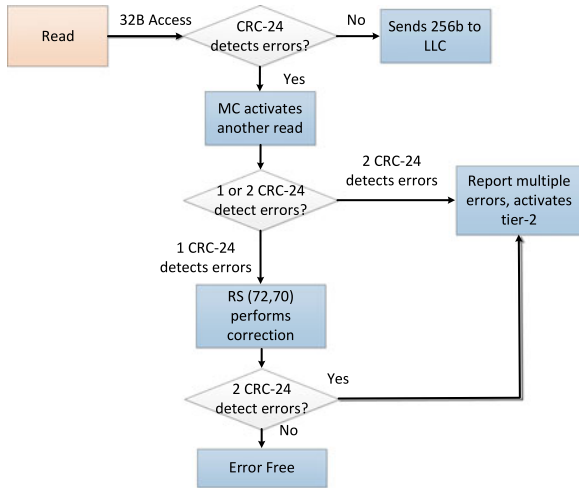 Read
32B Access
CRC-24
detects errors?
No
Sends 256b to
LLC
Yes
MC activates
another read
1 or 2 CRC-24
detect errors?
2 CRC-24
detects errors
Report multiple
errors, activates
tier-2
1 CRC-24
detects errors
RS (72,70)
performs
correction
2 CRC-24
detect errors?
Yes
No
Error Free